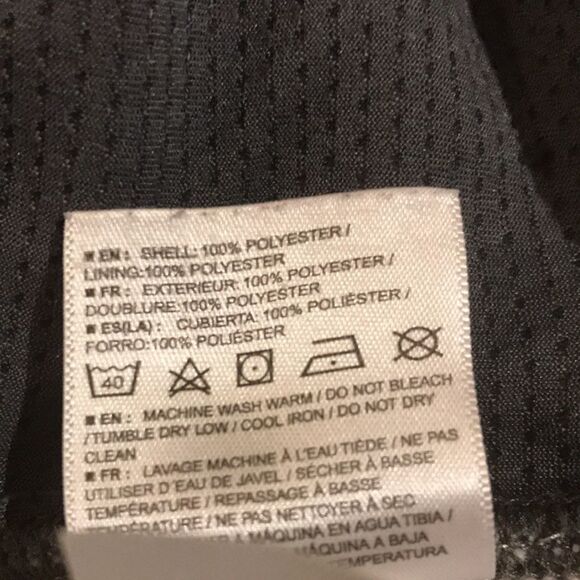 ■ EN : SHELL: 100% POLYESTER /
LINING:100% POLYESTER
■ FR : EXTERIEUR: 100% POLYESTER /
DOUBLURE: 100% POLYESTER
■ ES(LA) : CUBIERTA: 100% POLIÉSTER /
FORRO:100% POLIÉSTER
40
■ EN : MACHINE WASH WARM / DO NOT BLEACH
/ TUMBLE DRY LOW / COOL IRON / DO NOT DRY
CLEAN
■ FR : LAVAGE MACHINE À L'EAU TIÈDE / NE PAS
UTILISER D'EAU DE JAVEL / SÉCHER À BASSE
TEMPÉRATURE / REPASSAGE À BASSE
TEMPÉRATURE / NE PAS NETTOYER À SEC
MÁQUINA EN AGUA TIBIA /
MÁQUINA A BAJA
TEMPERATURA